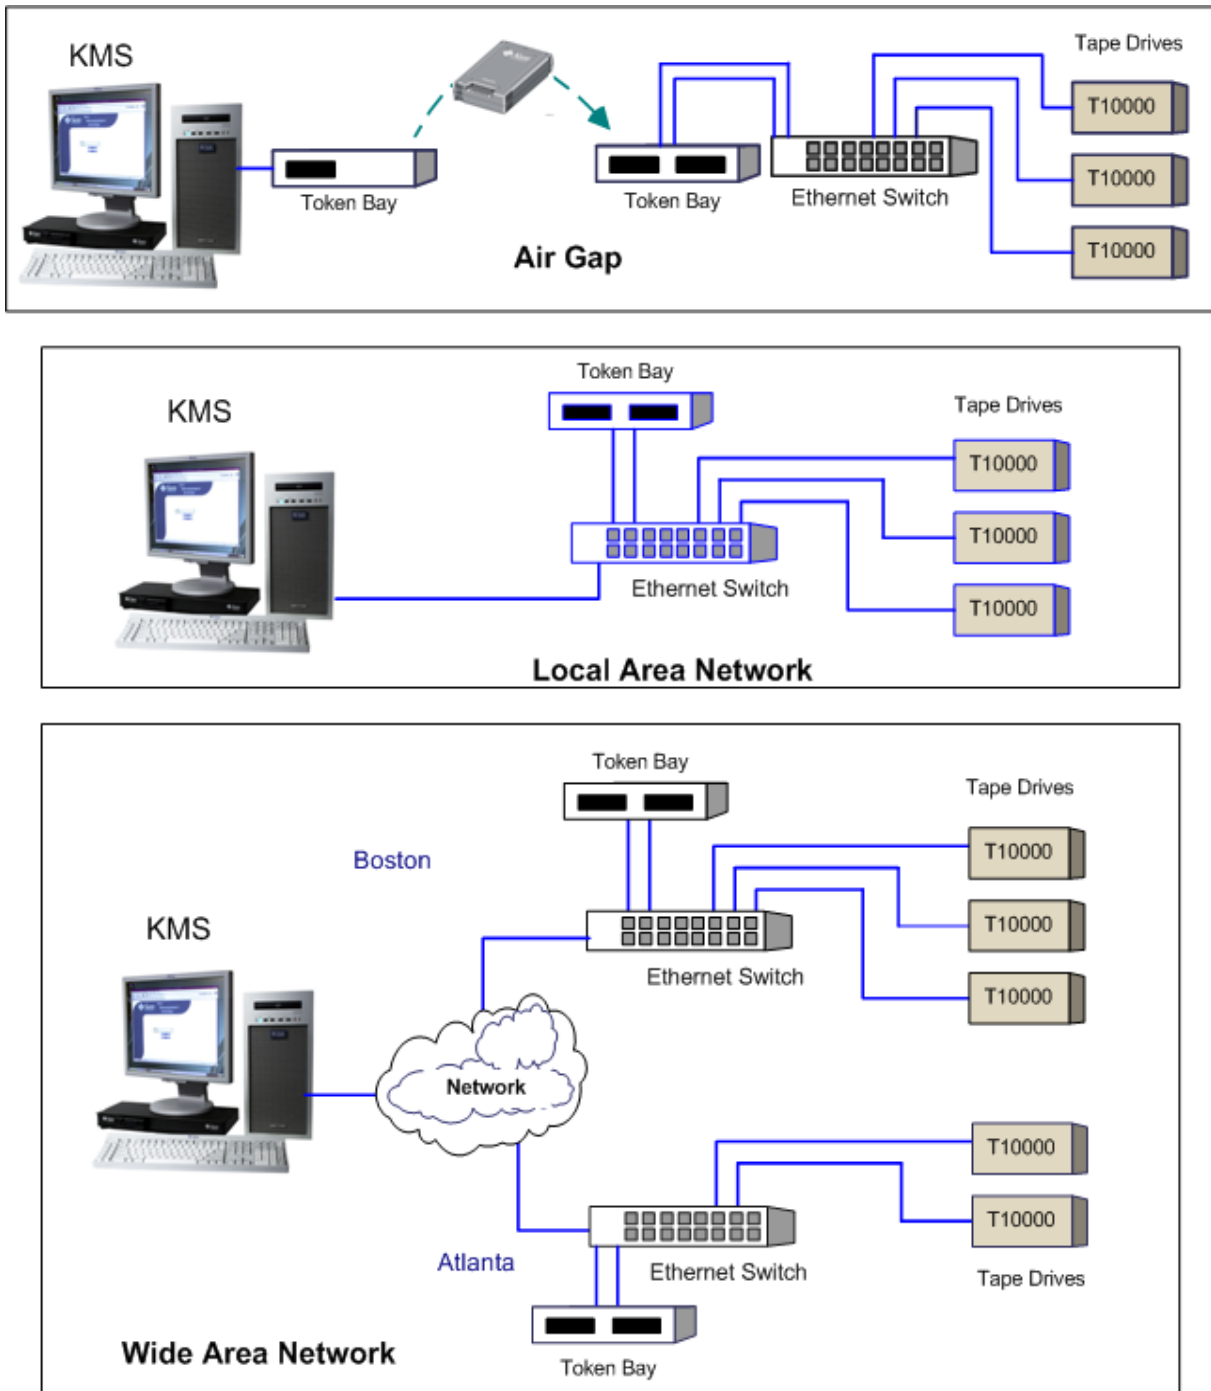 KMS
Tape Drives
T10000
T10000
T10000
Token Bay
Token Bay
Ethernet Switch
Air Gap
Token Bay
KMS
Tape Drives
T10000
T10000
T10000
Ethernet Switch
Local Area Network
Token Bay
Tape Drives
Boston
T10000
KMS
T10000
Ethernet Switch
T10000
Network
T10000
T10000
Atlanta
Ethernet Switch
Tape Drives
Wide Area Network
Token Bay